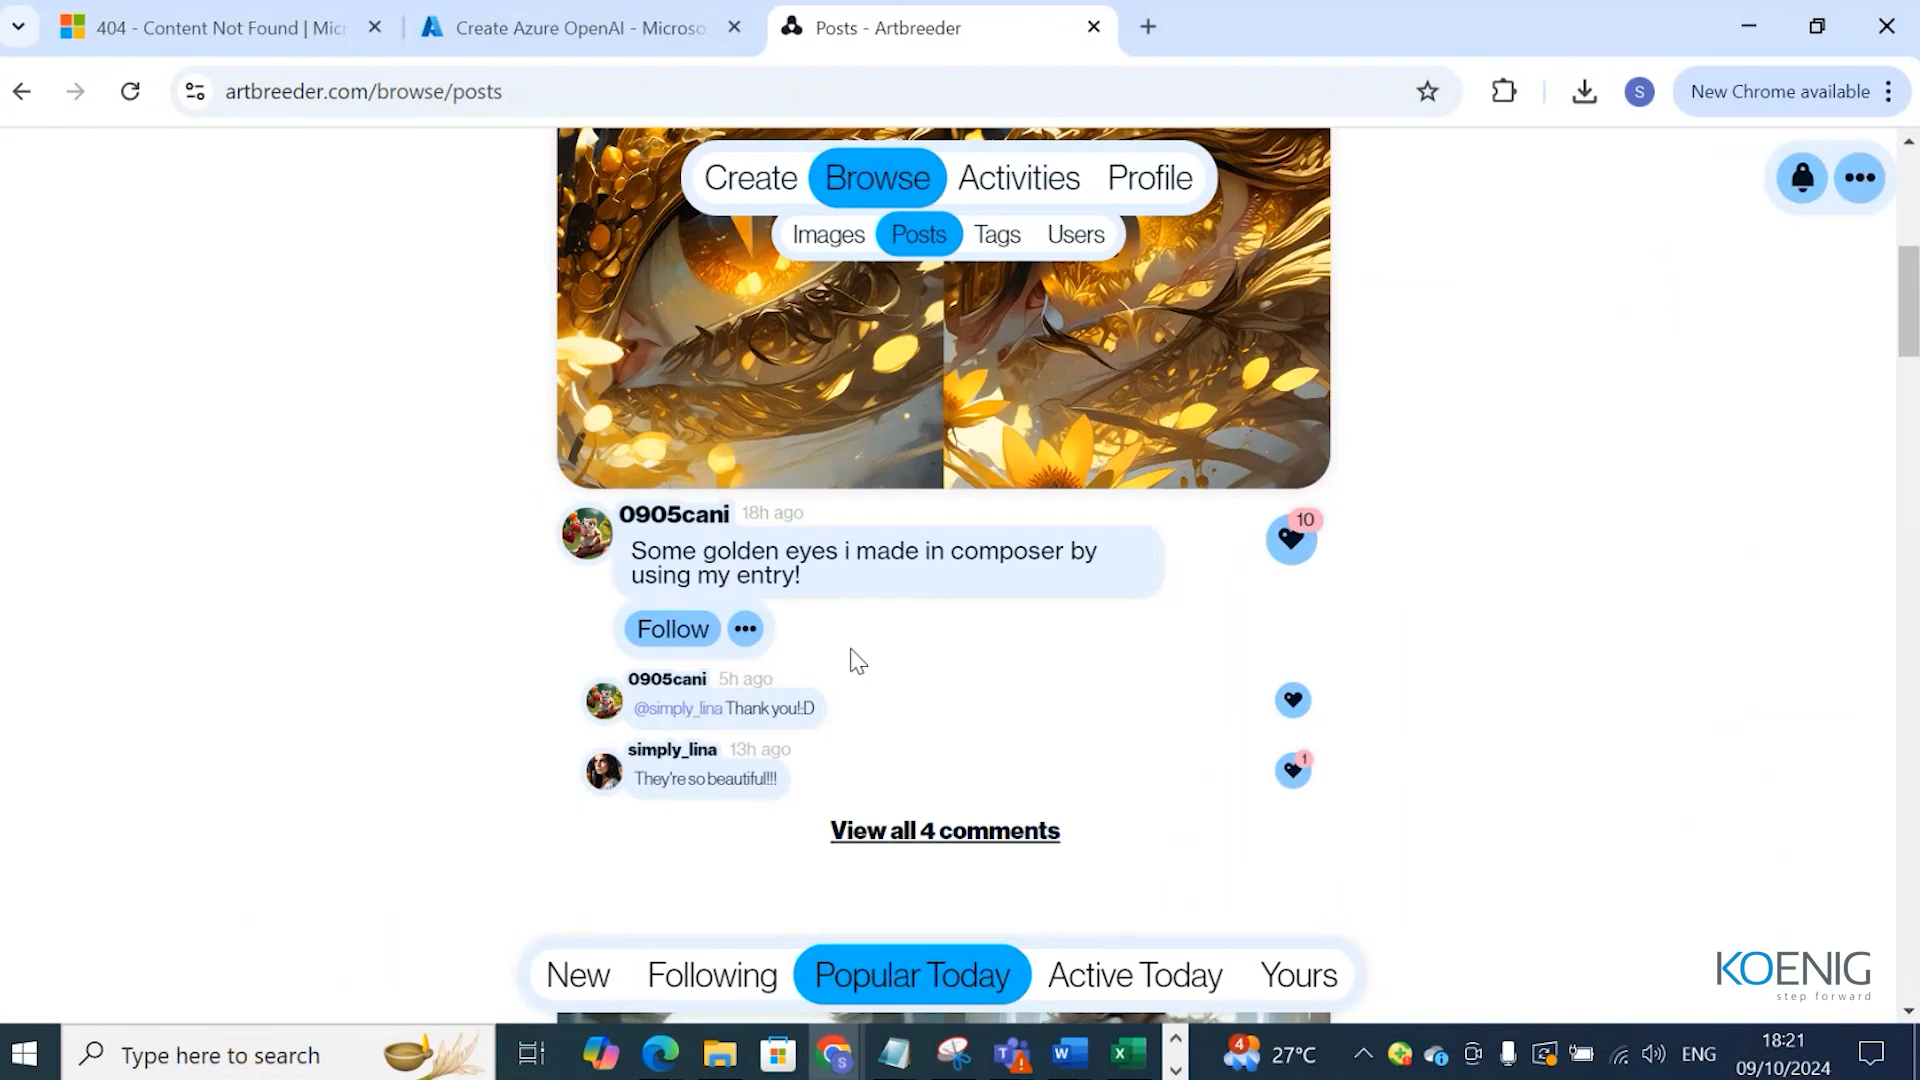 404 - Content Not Found | Micr
Create Azure OpenAI - Microso
Posts - Artbreeder
artbreeder.com/browse/posts
S
New Chrome available
Create Browse Activities Profile
Images Posts Tags Users
0905cani 18h ago
10
Some golden eyes i made in composer by
using my entry!
Follow
0905cani 5h ago
@simply_lina Thank you!:D
simply_lina 13h ago
1
They're so beautiful!!!
View all 4 comments
New Following Popular Today Active Today Yours
KOENIG
step forward
Type here to search
4
27°C
ENG
18:21
09/10/2024